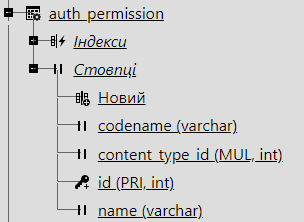 auth_permission
Індекси
Стовпці
Новий
codename (varchar)
content_type_id (MUL, int)
id (PRI, int)
name (varchar)